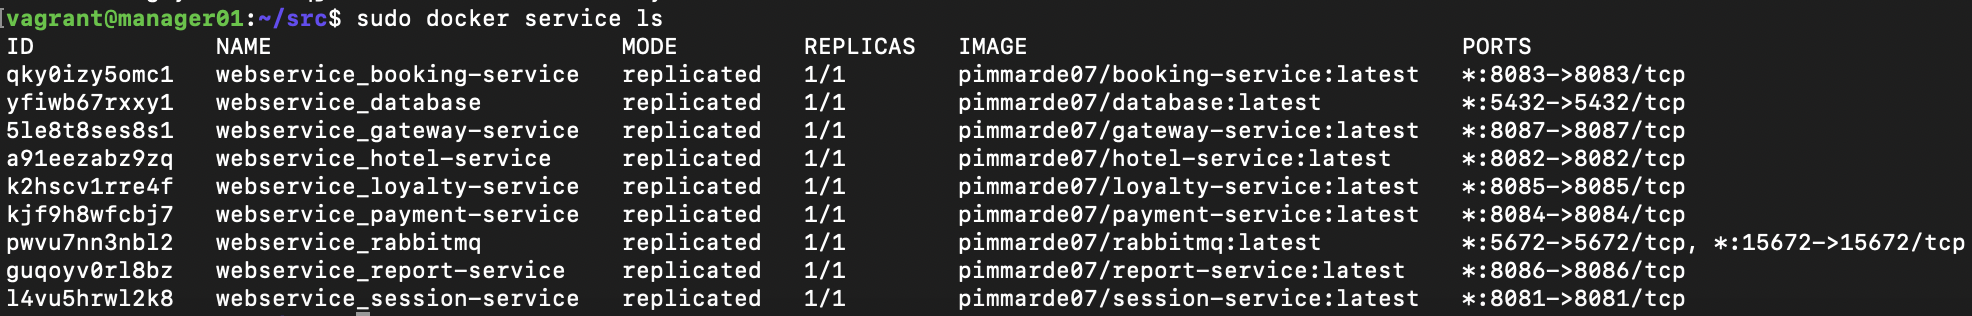 [vagrant@manager01:~/src$ sudo docker service ls
ID             NAME                         MODE         REPLICAS   IMAGE                               PORTS
qky0izy5omc1   webservice_booking-service   replicated   1/1        pimmarde07/booking-service:latest   *:8083->8083/tcp
yfiwb67rxxy1   webservice_database          replicated   1/1        pimmarde07/database:latest          *:5432->5432/tcp
5le8t8ses8s1   webservice_gateway-service   replicated   1/1        pimmarde07/gateway-service:latest   *:8087->8087/tcp
a91eezabz9zq   webservice_hotel-service     replicated   1/1        pimmarde07/hotel-service:latest     *:8082->8082/tcp
k2hscv1rre4f   webservice_loyalty-service   replicated   1/1        pimmarde07/loyalty-service:latest   *:8085->8085/tcp
kjf9h8wfcbj7   webservice_payment-service   replicated   1/1        pimmarde07/payment-service:latest   *:8084->8084/tcp
pwvu7nn3nbl2   webservice_rabbitmq          replicated   1/1        pimmarde07/rabbitmq:latest          *:5672->5672/tcp, *:15672->15672/tcp
guqoyv0rl8bz   webservice_report-service    replicated   1/1        pimmarde07/report-service:latest    *:8086->8086/tcp
l4vu5hrwl2k8   webservice_session-service   replicated   1/1        pimmarde07/session-service:latest   *:8081->8081/tcp